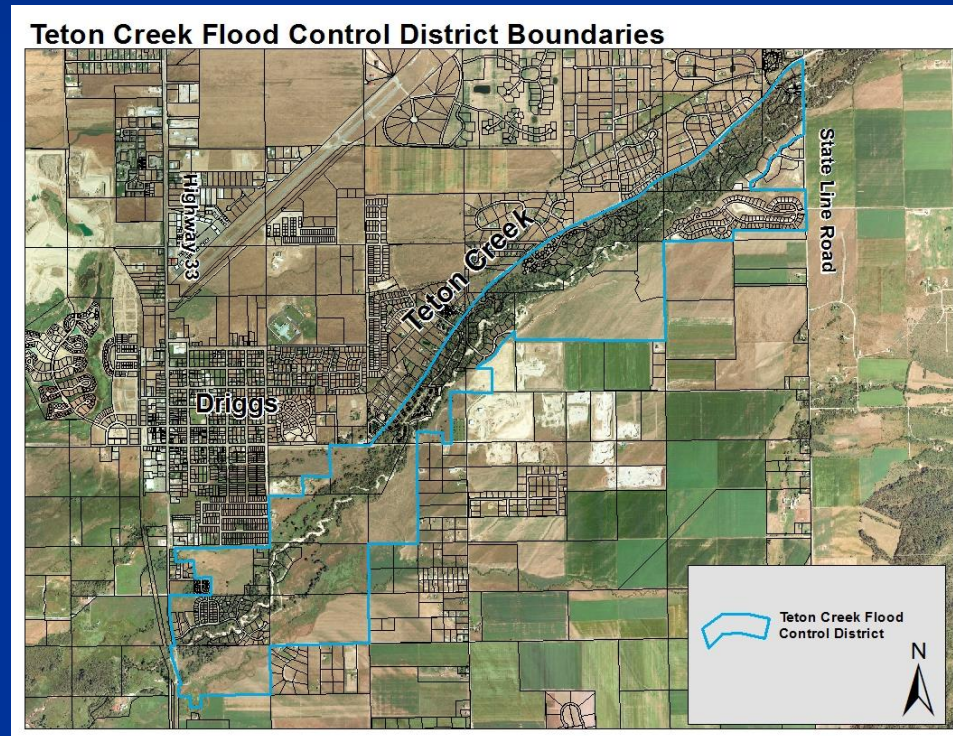 Teton Creek Flood Control District Boundaries
State Line Road
Highway 33
Teton Creek
Driggs
Teton Creek Flood
Control District
N